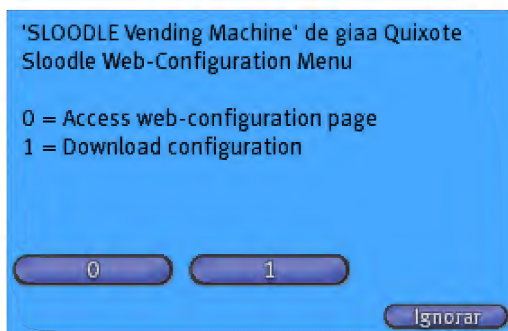 'SLOODLE Vending Machine' de giaa Quixote
Sloodle Web-Configuration Menu
0 = Access web-configuration page
1 = Download configuration
0 1
Ignorar